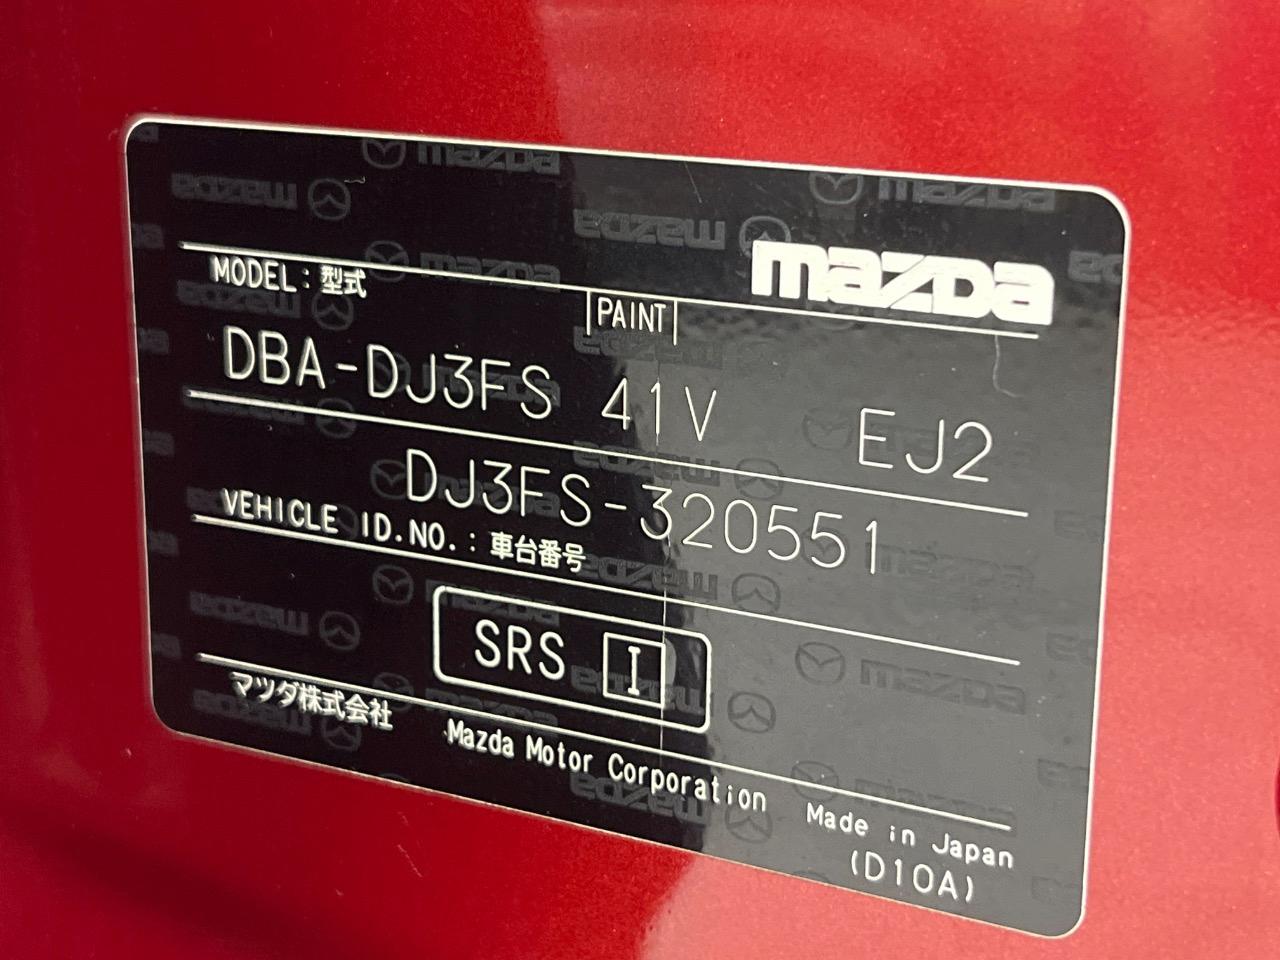 mazda
MODEL:型式
PAINT
DBA-DJ3FS 41V EJ2
DJ3FS-320551
VEHICLE ID.NO.:車台番号
SRS I
マツダ株式会社 Mazda Motor Corporation Made in Japan
(D10A)